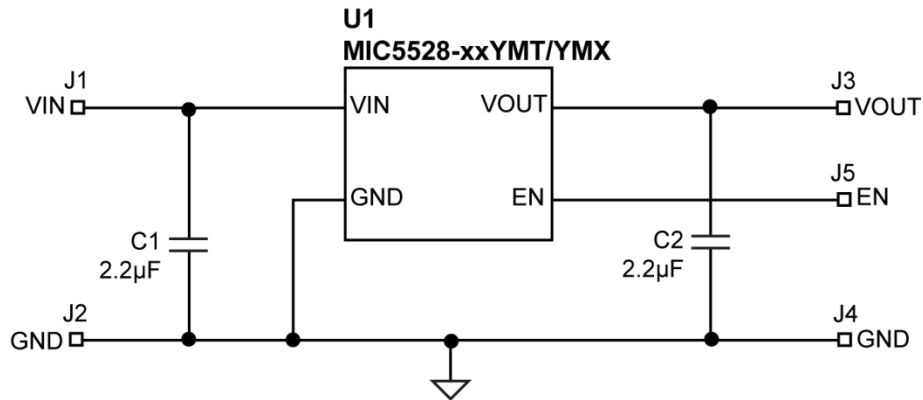 U1
MIC5528-xxYMT/YMX
J1
VIN
VIN
VOUT
J3
VOUT
GND
EN
J5
EN
C1
2.2µF
C2
2.2µF
J2
GND
J4
GND